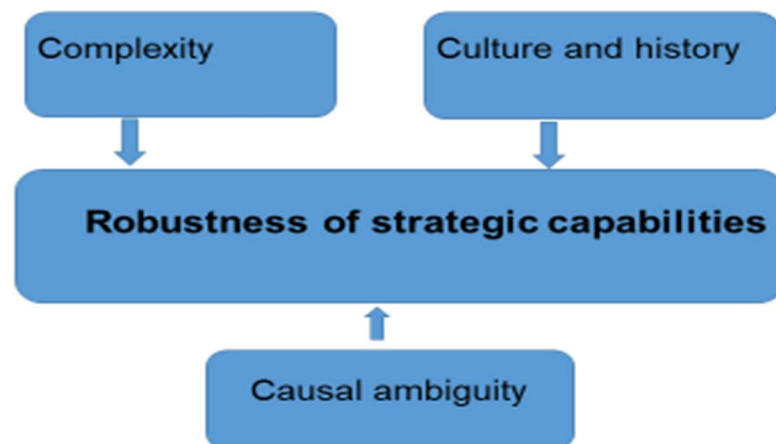 Complexity
Culture and history
Robustness of strategic capabilities
Causal ambiguity